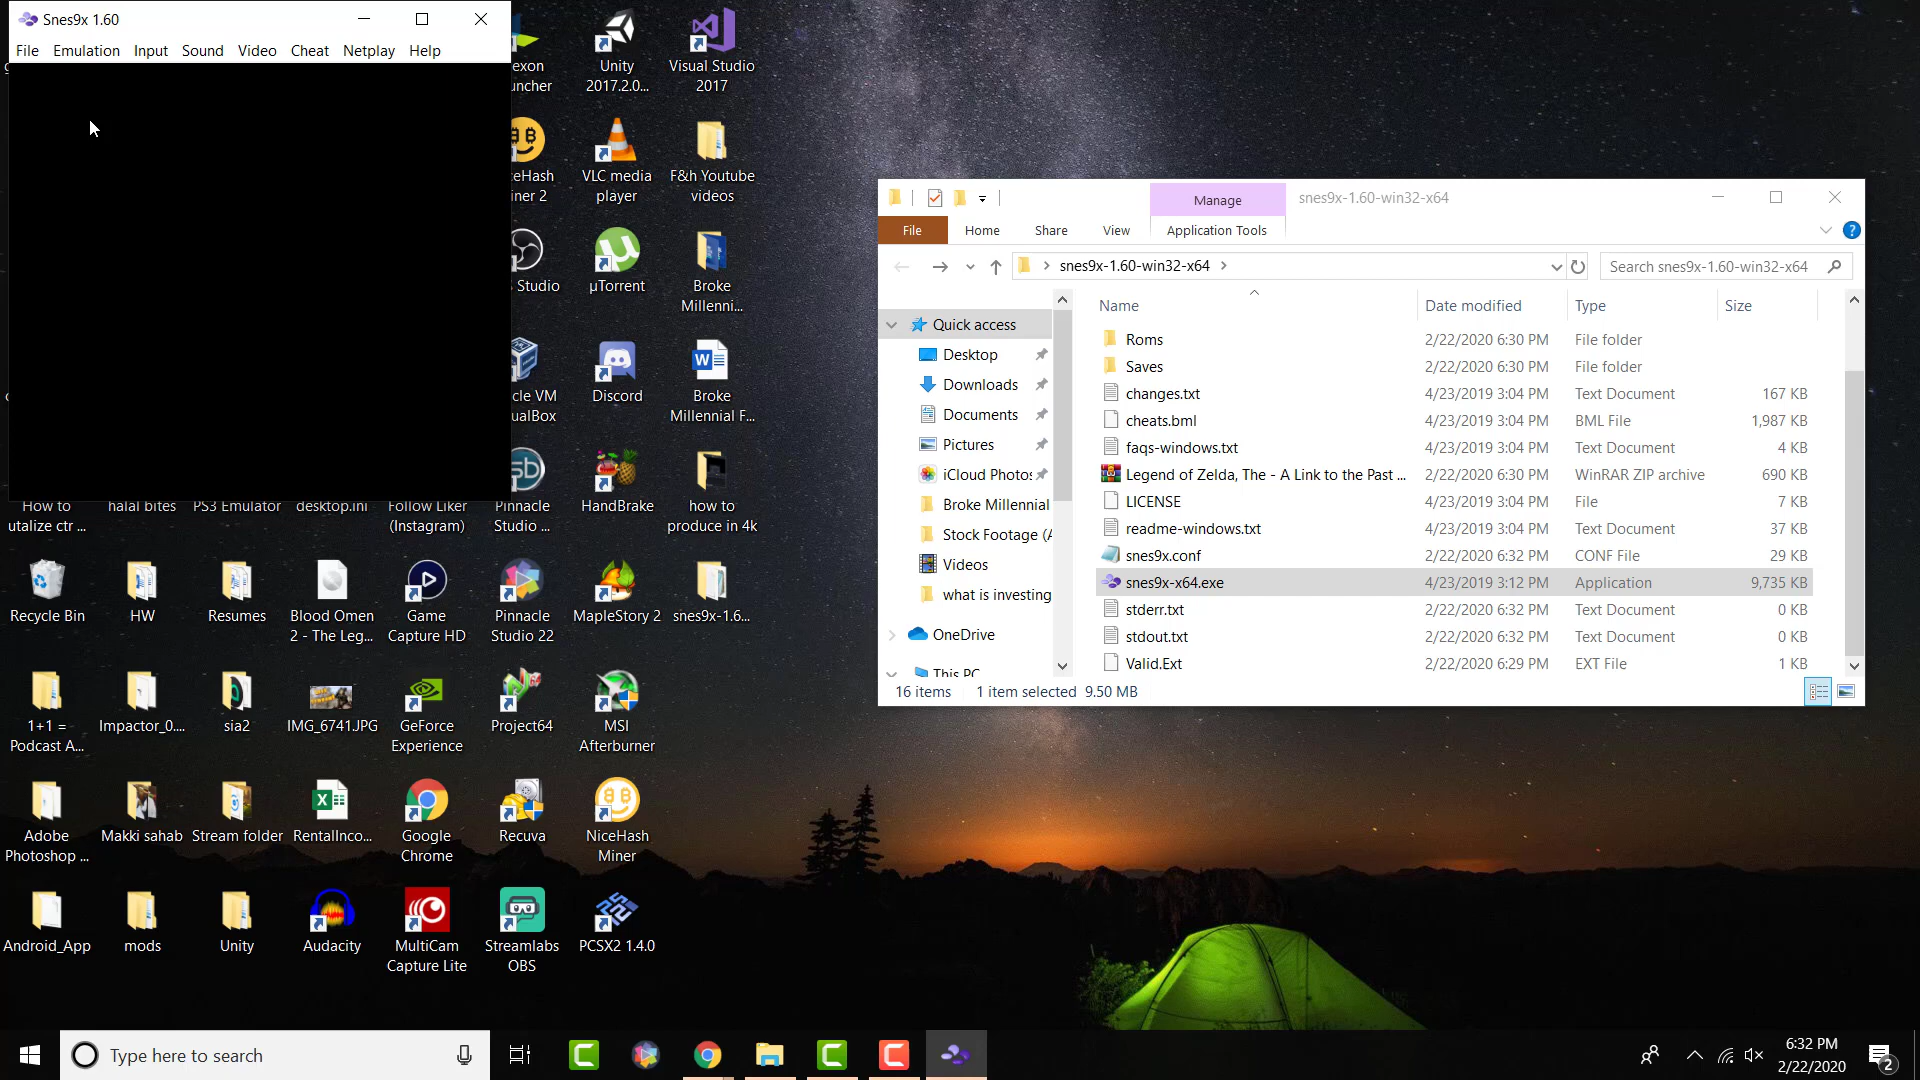 Snes9x 1.60
File Emulation Input Sound Video Cheat Netplay Help
exon
uncher
Unity
2017.2.0...
Visual Studio
2017
ceHash
iner 2
VLC media
player
F&h Youtube
videos
S Studio
µTorrent
Broke
Millenni...
cle VM
ualBox
Discord
Broke
Millennial F...
How to
utalize ctr ...
halal bites
PS3 Emulator
desktop.ini
Follow Liker
(Instagram)
Pinnacle
Studio ...
HandBrake
how to
produce in 4k
Recycle Bin
HW
Resumes
Blood Omen
2 - The Leg...
Game
Capture HD
Pinnacle
Studio 22
MapleStory 2
snes9x-1.6...
1+1 =
Podcast A...
Impactor_0....
sia2
IMG_6741.JPG
GeForce
Experience
Project64
MSI
Afterburner
Adobe
Photoshop ...
Makki sahab
Stream folder
RentalInco...
Google
Chrome
Recuva
NiceHash
Miner
Android_App
mods
Unity
Audacity
MultiCam
Capture Lite
Streamlabs
OBS
PCSX2 1.4.0
Manage
snes9x-1.60-win32-x64
File Home Share View Application Tools
snes9x-1.60-win32-x64
Search snes9x-1.60-win32-x64
Quick access
Desktop
Downloads
Documents
Pictures
iCloud Photos
Broke Millennial
Stock Footage (A
Videos
what is investing
OneDrive
This PC
Name Date modified Type Size
Roms 2/22/2020 6:30 PM File folder
Saves 2/22/2020 6:30 PM File folder
changes.txt 4/23/2019 3:04 PM Text Document 167 KB
cheats.bml 4/23/2019 3:04 PM BML File 1,987 KB
faqs-windows.txt 4/23/2019 3:04 PM Text Document 4 KB
Legend of Zelda, The - A Link to the Past ... 2/22/2020 6:30 PM WinRAR ZIP archive 690 KB
LICENSE 4/23/2019 3:04 PM File 7 KB
readme-windows.txt 4/23/2019 3:04 PM Text Document 37 KB
snes9x.conf 2/22/2020 6:32 PM CONF File 29 KB
snes9x-x64.exe 4/23/2019 3:12 PM Application 9,735 KB
stderr.txt 2/22/2020 6:32 PM Text Document 0 KB
stdout.txt 2/22/2020 6:32 PM Text Document 0 KB
Valid.Ext 2/22/2020 6:29 PM EXT File 1 KB
16 items 1 item selected 9.50 MB
Type here to search
6:32 PM
2/22/2020
2